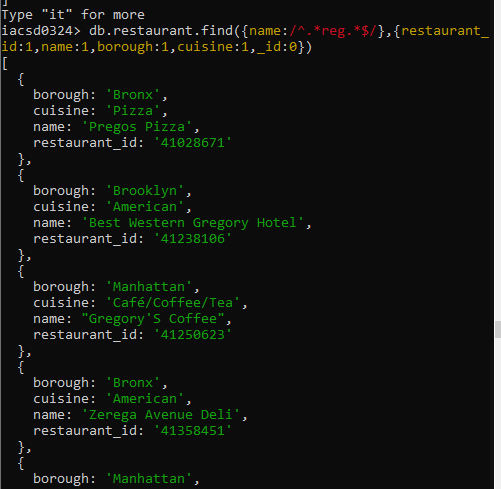 ]
Type "it" for more
iacsd0324> db.restaurant.find({name:/^.*reg.*$/},{restaurant_
id:1,name:1,borough:1,cuisine:1,_id:0})
[
  {
    borough: 'Bronx',
    cuisine: 'Pizza',
    name: 'Pregos Pizza',
    restaurant_id: '41028671'
  },
  {
    borough: 'Brooklyn',
    cuisine: 'American',
    name: 'Best Western Gregory Hotel',
    restaurant_id: '41238106'
  },
  {
    borough: 'Manhattan',
    cuisine: 'Café/Coffee/Tea',
    name: "Gregory'S Coffee",
    restaurant_id: '41250623'
  },
  {
    borough: 'Bronx',
    cuisine: 'American',
    name: 'Zerega Avenue Deli',
    restaurant_id: '41358451'
  },
  {
    borough: 'Manhattan',